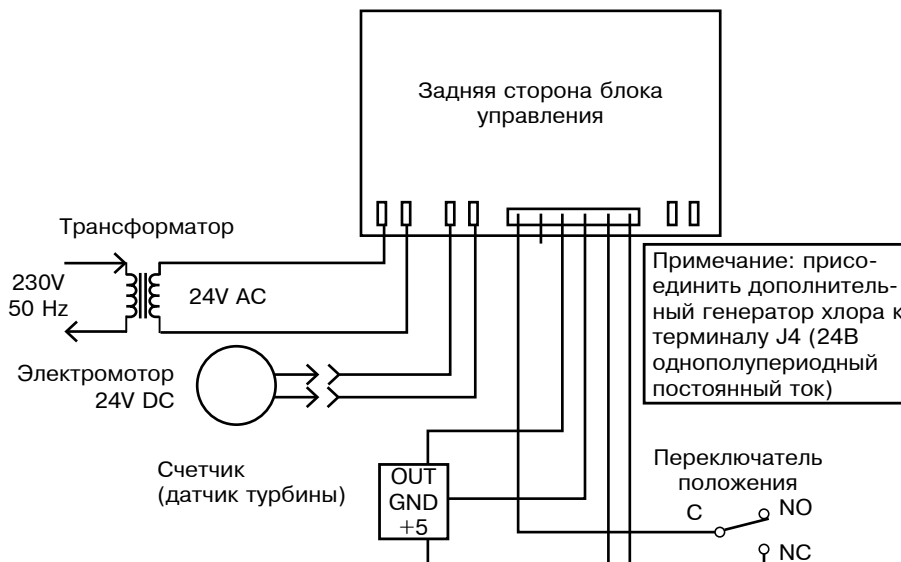 Задняя сторона блока
управления
Трансформатор
230V
50 Hz
24V AC
Примечание: присо-
единить дополнитель-
ный генератор хлора к
терминалу J4 (24В
однополупериодный
постоянный ток)
Электромотор
24V DC
Счетчик
(датчик турбины)
OUT
GND
+5
Переключатель
положения
C
NO
NC